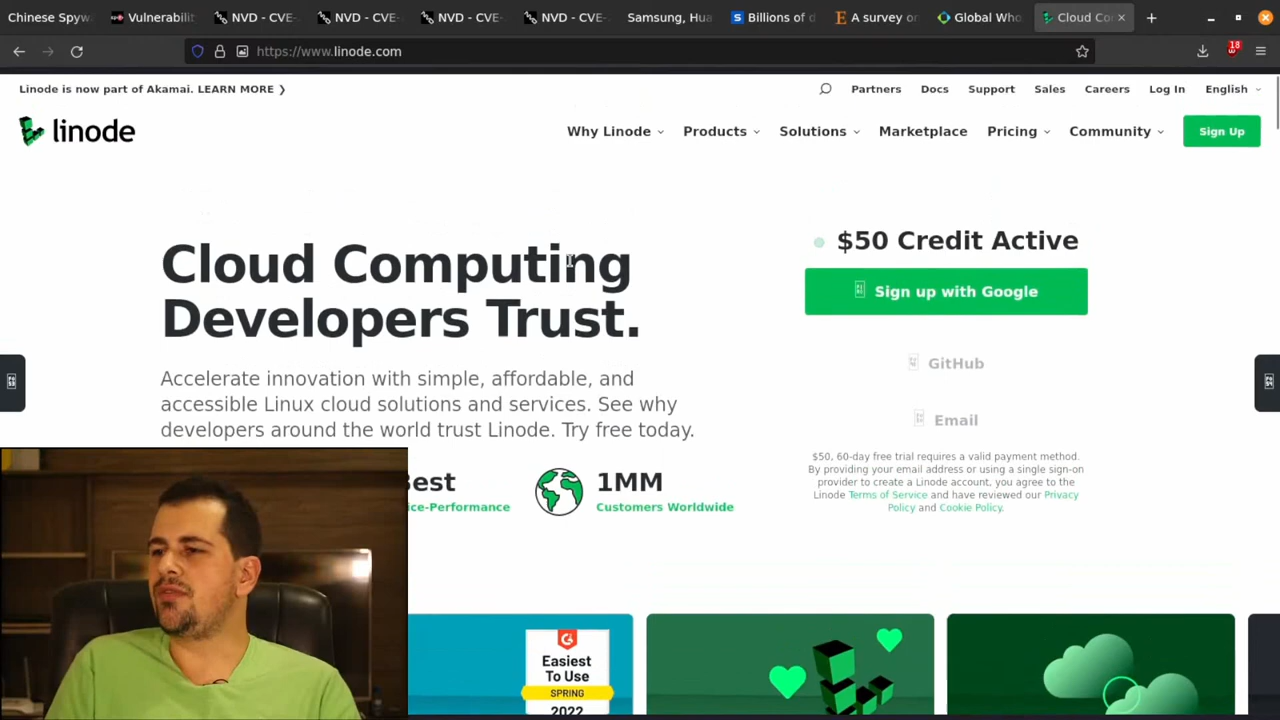 Chinese Spyw
Vulnerabilit
NVD - CVE-
NVD - CVE-
NVD - CVE-
NVD - CVE-
Samsung, Hua
Billions of d
A survey on
Global Who
Cloud Co
https://www.linode.com
18
Linode is now part of Akamai. LEARN MORE ❯
Partners
Docs
Support
Sales
Careers
Log In
English
linode
Why Linode
Products
Solutions
Marketplace
Pricing
Community
Sign Up
Cloud Computing
Developers Trust.
Accelerate innovation with simple, affordable, and
accessible Linux cloud solutions and services. See why
developers around the world trust Linode. Try free today.
est
ice-Performance
1MM
Customers Worldwide
$50 Credit Active
Sign up with Google
GitHub
Email
$50, 60-day free trial requires a valid payment method.
By providing your email address or using a single sign-on
provider to create a Linode account, you agree to the
Linode Terms of Service and have reviewed our Privacy
Policy and Cookie Policy.
Easiest
To Use
SPRING
2022